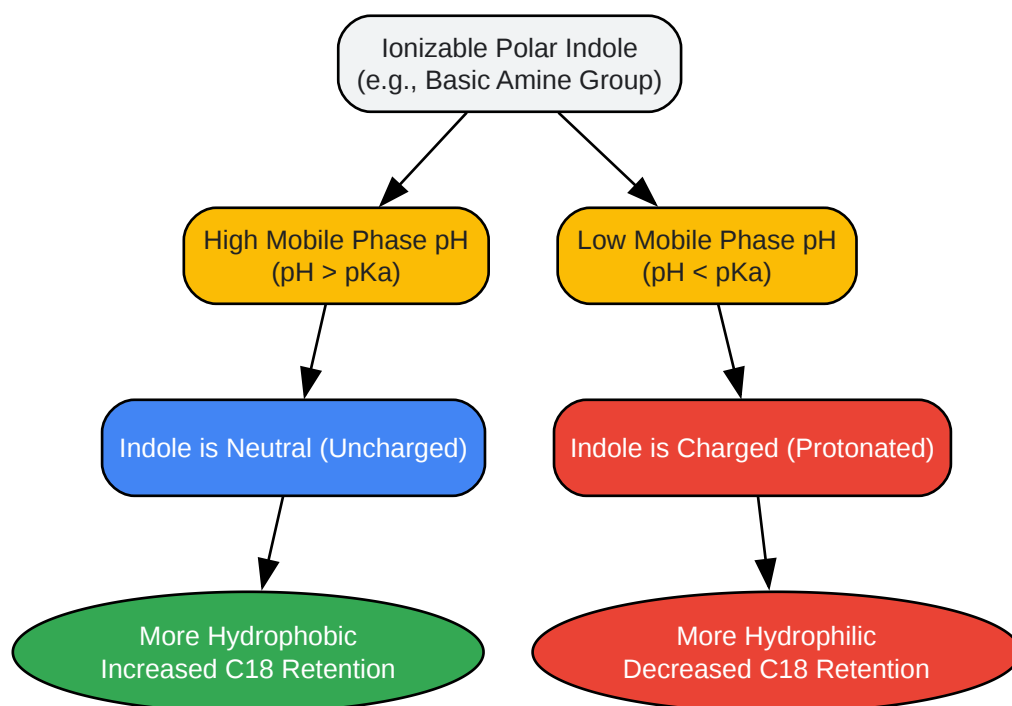 Ionizable Polar Indole
(e.g., Basic Amine Group)
High Mobile Phase pH
(pH > pKa)
Low Mobile Phase pH
(pH < pKa)
Indole is Neutral (Uncharged)
Indole is Charged (Protonated)
More Hydrophobic
Increased C18 Retention
More Hydrophilic
Decreased C18 Retention